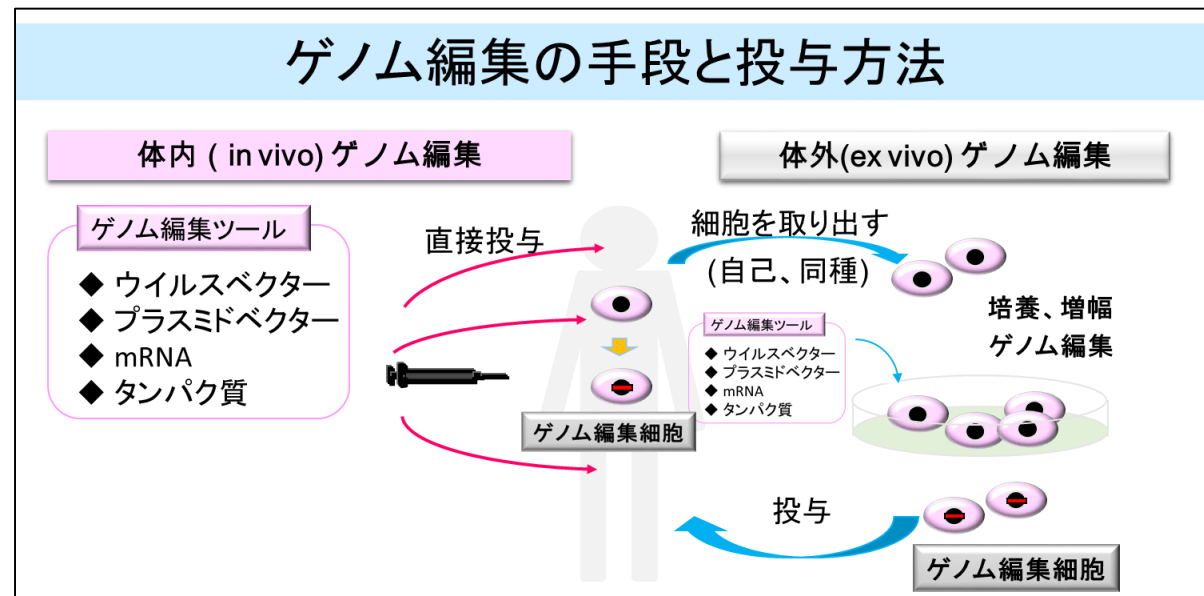 ゲノム編集の手段と投与方法
体内 ( in vivo) ゲノム編集
ゲノム編集ツール
◆ ウイルスベクター
◆ プラスミドベクター
◆ mRNA
◆ タンパク質
直接投与
ゲノム編集細胞
体外(ex vivo) ゲノム編集
細胞を取り出す
(自己、同種)
培養、増幅
ゲノム編集
ゲノム編集ツール
◆ ウイルスベクター
◆ プラスミドベクター
◆ mRNA
◆ タンパク質
投与
ゲノム編集細胞